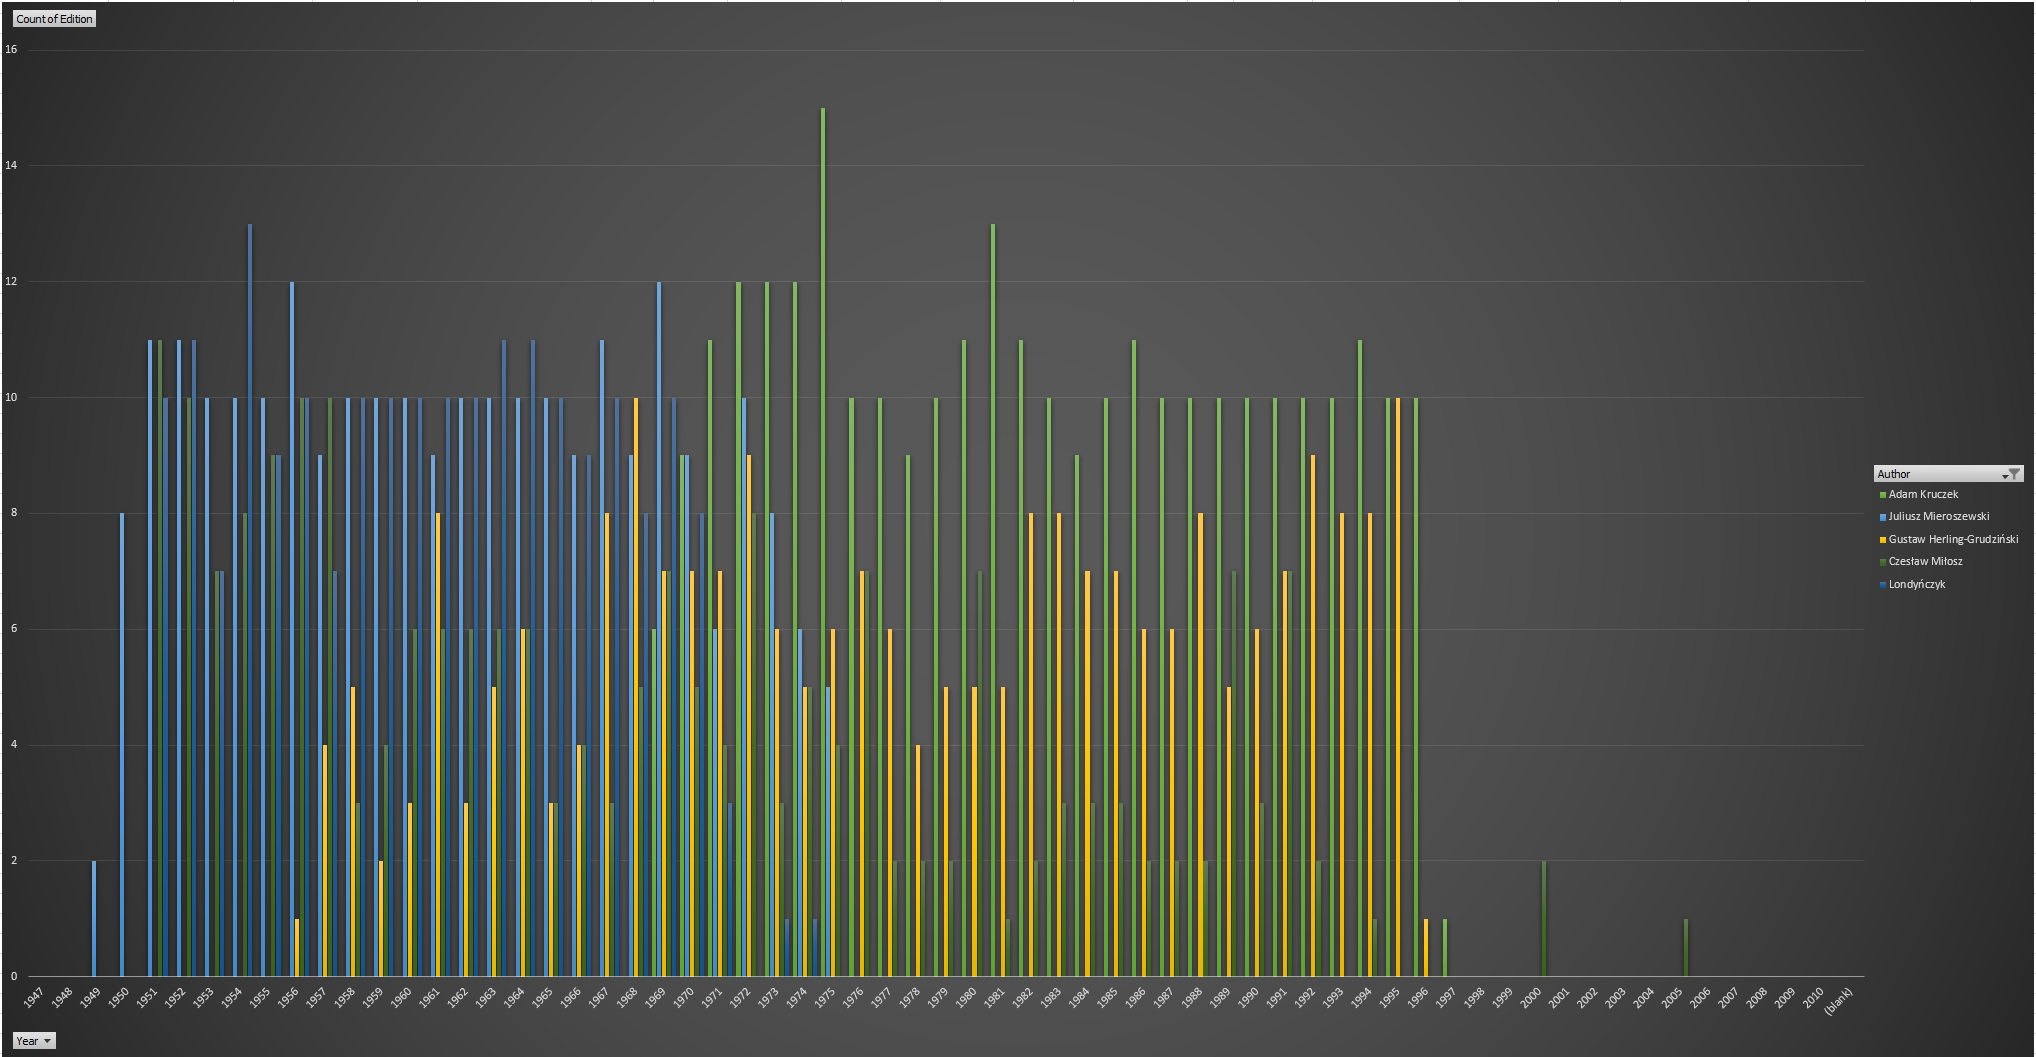 Count of Edition
16
14
12
10
8
6
4
2
0
1947 1948 1949 1950 1951 1952 1953 1954 1955 1956 1957 1958 1959 1960 1961 1962 1963 1964 1965 1966 1967 1968 1969 1970 1971 1972 1973 1974 1975 1976 1977 1978 1979 1980 1981 1982 1983 1984 1985 1986 1987 1988 1989 1990 1991 1992 1993 1994 1995 1996 1997 1998 1999 2000 2001 2002 2003 2004 2005 2006 2007 2008 2009 2010 (blank)
Year
Author
Adam Kruczek
Juliusz Mieroszewski
Gustaw Herling-Grudziński
Czesław Miłosz
Londyńczyk